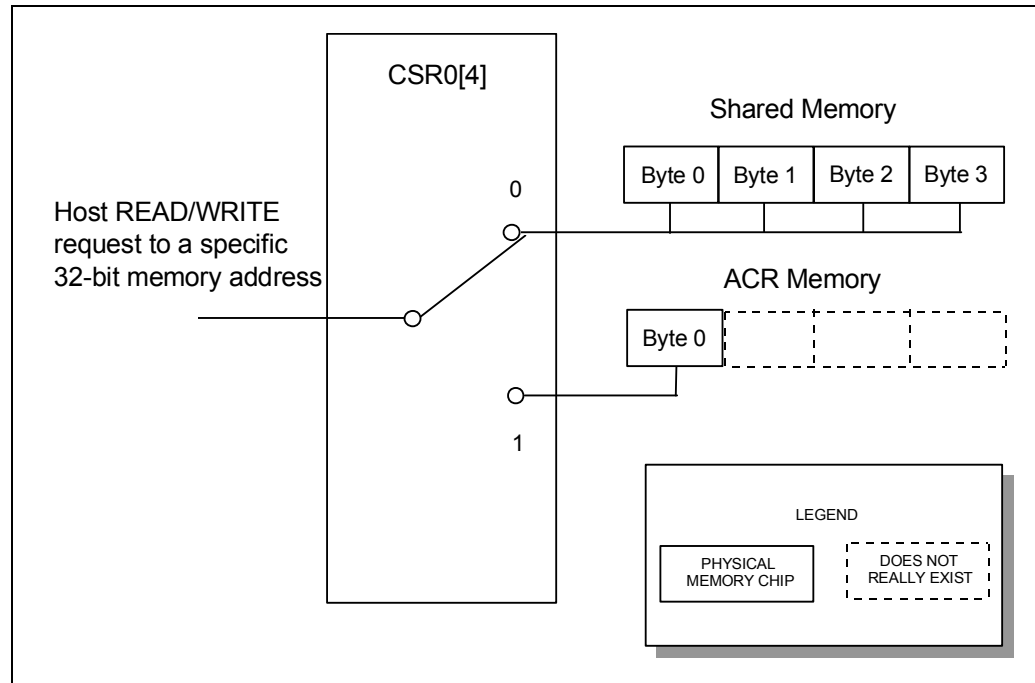 CSR0[4]
Shared Memory
Byte 0 Byte 1 Byte 2 Byte 3
0
Host READ/WRITE
request to a specific
32-bit memory address
ACR Memory
Byte 0
1
LEGEND
PHYSICAL
MEMORY CHIP
DOES NOT
REALLY EXIST